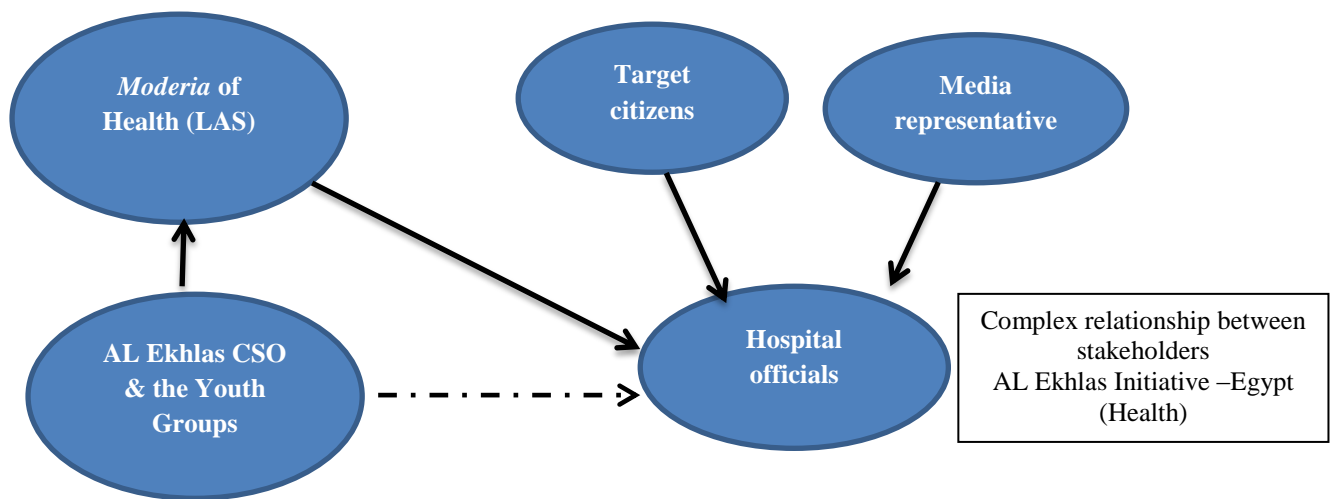 Moderia of
Health (LAS)
Target
citizens
Media
representative
AL Ekhlas CSO
& the Youth
Groups
Hospital
officials
Complex relationship between
stakeholders
AL Ekhlas Initiative –Egypt
(Health)